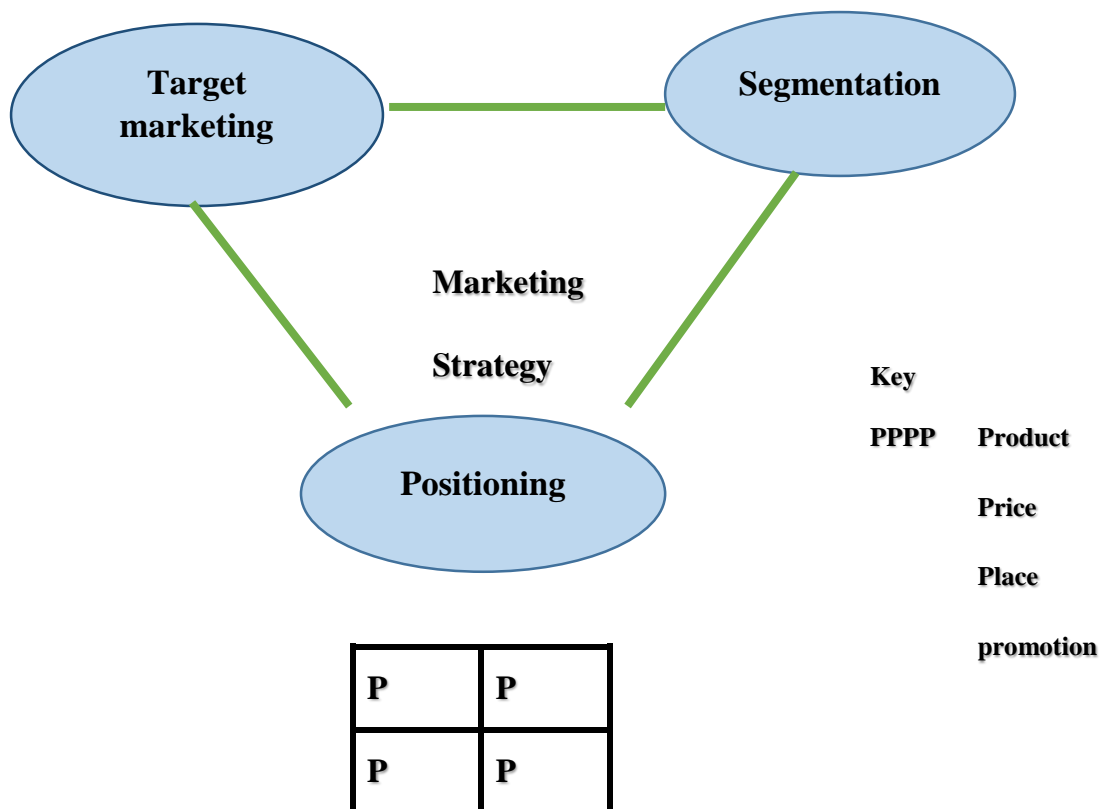 Target
marketing
Segmentation
Marketing
Strategy
Positioning
Key
PPPP Product
Price
Place
promotion
P P
P P